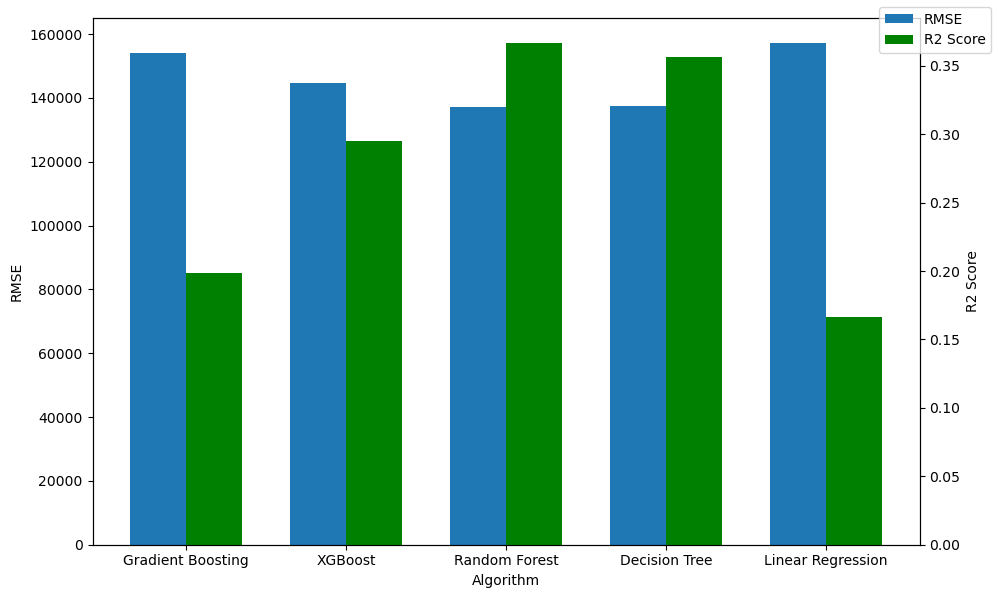 RMSE
R2 Score
160000
140000
120000
100000
80000
60000
40000
20000
0
RMSE
0.35
0.30
0.25
0.20
0.15
0.10
0.05
0.00
R2 Score
Gradient Boosting XGBoost Random Forest Decision Tree Linear Regression
Algorithm